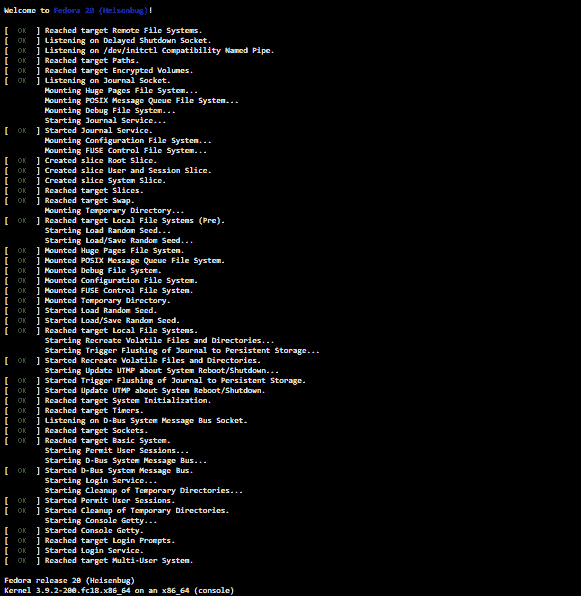 Welcome to Fedora 20 (Heisenbug)!
[ OK ] Reached target Remote File Systems.
[ OK ] Listening on Delayed Shutdown Socket.
[ OK ] Listening on /dev/initctl Compatibility Named Pipe.
[ OK ] Reached target Paths.
[ OK ] Reached target Encrypted Volumes.
[ OK ] Listening on Journal Socket.
Mounting Huge Pages File System...
Mounting POSIX Message Queue File System...
Mounting Debug File System...
Starting Journal Service...
[ OK ] Started Journal Service.
Mounting Configuration File System...
Mounting FUSE Control File System...
[ OK ] Created slice Root Slice.
[ OK ] Created slice User and Session Slice.
[ OK ] Created slice System Slice.
[ OK ] Reached target Slices.
[ OK ] Reached target Swap.
Mounting Temporary Directory...
[ OK ] Reached target Local File Systems (Pre).
Starting Load Random Seed...
Starting Load/Save Random Seed...
[ OK ] Mounted Huge Pages File System.
[ OK ] Mounted POSIX Message Queue File System.
[ OK ] Mounted Debug File System.
[ OK ] Mounted Configuration File System.
[ OK ] Mounted FUSE Control File System.
[ OK ] Mounted Temporary Directory.
[ OK ] Started Load Random Seed.
[ OK ] Started Load/Save Random Seed.
[ OK ] Reached target Local File Systems.
Starting Recreate Volatile Files and Directories...
Starting Trigger Flushing of Journal to Persistent Storage...
[ OK ] Started Recreate Volatile Files and Directories.
Starting Update UTMP about System Reboot/Shutdown...
[ OK ] Started Trigger Flushing of Journal to Persistent Storage.
[ OK ] Started Update UTMP about System Reboot/Shutdown.
[ OK ] Reached target System Initialization.
[ OK ] Reached target Timers.
[ OK ] Listening on D-Bus System Message Bus Socket.
[ OK ] Reached target Sockets.
[ OK ] Reached target Basic System.
Starting Permit User Sessions...
Starting D-Bus System Message Bus...
[ OK ] Started D-Bus System Message Bus.
Starting Login Service...
Starting Cleanup of Temporary Directories...
[ OK ] Started Permit User Sessions.
[ OK ] Started Cleanup of Temporary Directories.
Starting Console Getty...
[ OK ] Started Console Getty.
[ OK ] Reached target Login Prompts.
[ OK ] Started Login Service.
[ OK ] Reached target Multi-User System.
Fedora release 20 (Heisenbug)
Kernel 3.9.2-200.fc18.x86_64 on an x86_64 (console)